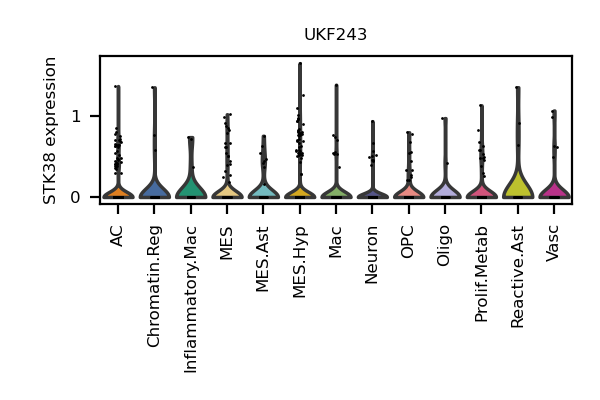 UKF243
STK38 expression
1
0
AC
Chromatin.Reg
Inflammatory.Mac
MES
MES.Ast
MES.Hyp
Mac
Neuron
OPC
Oligo
Prolif.Metab
Reactive.Ast
Vasc